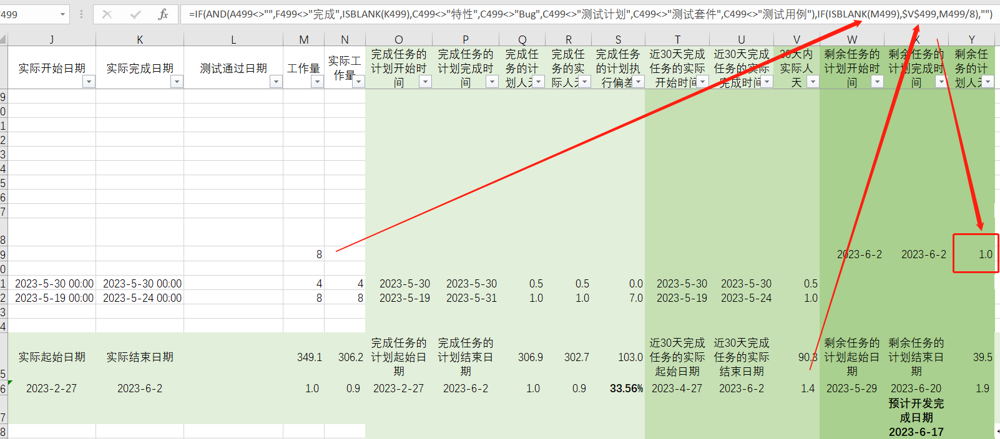 499
fx
=IF(AND(A499<>"",F499<>"完成",ISBLANK(K499),C499<>"特性",C499<>"Bug",C499<>"测试计划",C499<>"测试套件",C499<>"测试用例"),IF(ISBLANK(M499),$V$499,M499/8),"")
J K L M N O P Q R S T U V W X Y
实际开始日期
实际完成日期
测试通过日期
工作量
实际工
作量
完成任务的
计划开始时
间
完成任务的
计划完成时
间
完成任
务的计
划人天
完成任
务的实
际人天
完成任务
的计划执
行偏差
近30天完成
任务的实际
开始时间
近30天完成
任务的实际
完成时间
30天内
实际人
天
剩余任务的
计划开始时
间
剩余任务的
计划完成时
间
剩余任
务的计
划人天
9
0
1
2
3
4
5
6
7
8
9 8 2023-6-2 2023-6-2 1.0
0
1 2023-5-30 00:00 2023-5-30 00:00 4 4 2023-5-30 2023-5-30 0.5 0.5 0.0 2023-5-30 2023-5-30 0.5
2 2023-5-19 00:00 2023-5-24 00:00 8 8 2023-5-19 2023-5-31 1.0 1.0 7.0 2023-5-19 2023-5-24 1.0
3
4
5
实际起始日期
实际结束日期
349.1
306.2
完成任务的
计划起始日
期
完成任务的
计划结束日
期
306.9
302.7
103.0
近30天完成
任务的实际
起始日期
近30天完成
任务的实际
结束日期
90.3
剩余任务的
计划起始日
期
剩余任务的
计划结束日
期
39.5
6 2023-2-27 2023-6-2 1.0 0.9 2023-2-27 2023-6-2 1.0 0.9 33.56% 2023-4-27 2023-6-2 1.4 2023-5-29 2023-6-20 1.9
7
预计开发完
成日期
8 2023-6-17